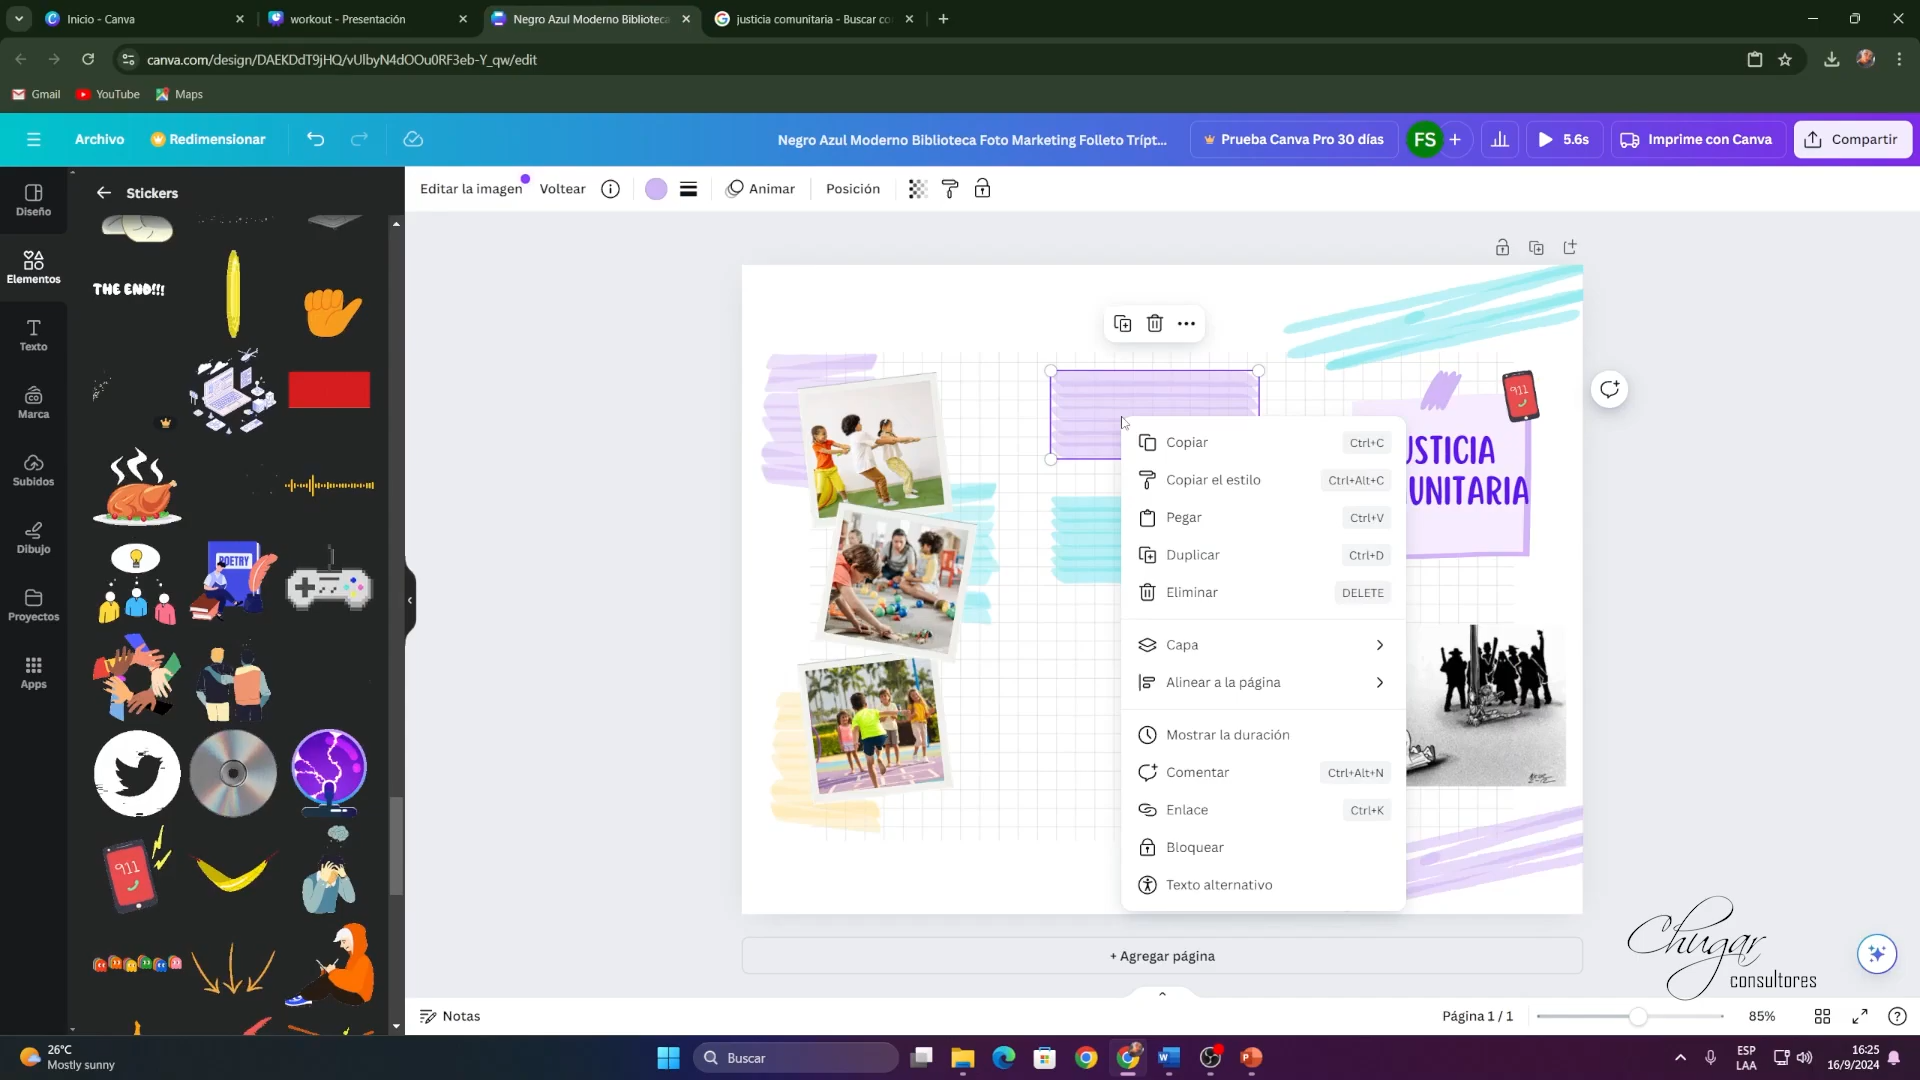 Inicio - Canva
workout - Presentación
Negro Azul Moderno Biblioteca
justicia comunitaria - Buscar co
canva.com/design/DAEKDdT9jHQ/vUlbyN4dOOu0RF3eb-Y_qw/edit
Gmail
YouTube
Maps
Archivo
Redimensionar
Negro Azul Moderno Biblioteca Foto Marketing Folleto Trípt...
Prueba Canva Pro 30 días
FS
5.6s
Imprime con Canva
Compartir
Diseño
Elementos
Texto
Marca
Subidos
Dibujo
Proyectos
Apps
Stickers
Editar la imagen
Voltear
Animar
Posición
THE END!!!
POETRY
911
911
USTICIA
UNITARIA
Copiar Ctrl+C
Copiar el estilo Ctrl+Alt+C
Pegar Ctrl+V
Duplicar Ctrl+D
Eliminar DELETE
Capa
Alinear a la página
Mostrar la duración
Comentar Ctrl+Alt+N
Enlace Ctrl+K
Bloquear
Texto alternativo
+ Agregar página
Chugar
consultores
Notas
Página 1 / 1
85%
26°C
Mostly sunny
Buscar
ESP
LAA
16:25
16/9/2024